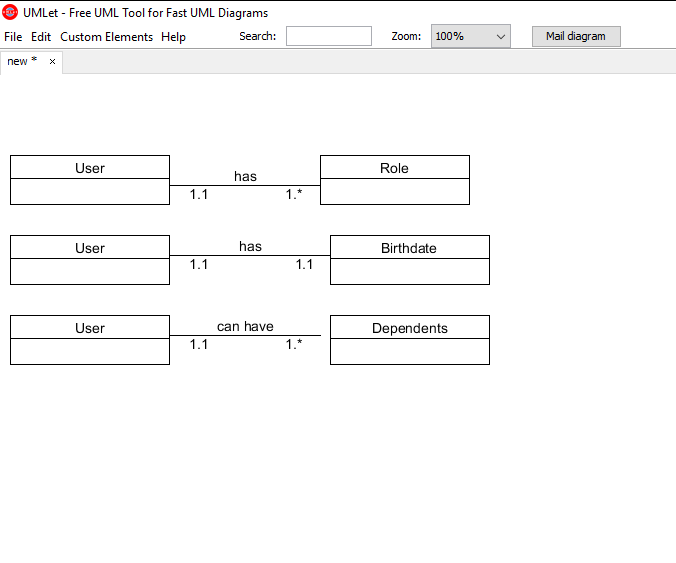 UMLet - Free UML Tool for Fast UML Diagrams
File Edit Custom Elements Help Search: Zoom: 100% Mail diagram
new * ×
User has Role
1.1 1.*
User has Birthdate
1.1 1.1
User can have Dependents
1.1 1.*